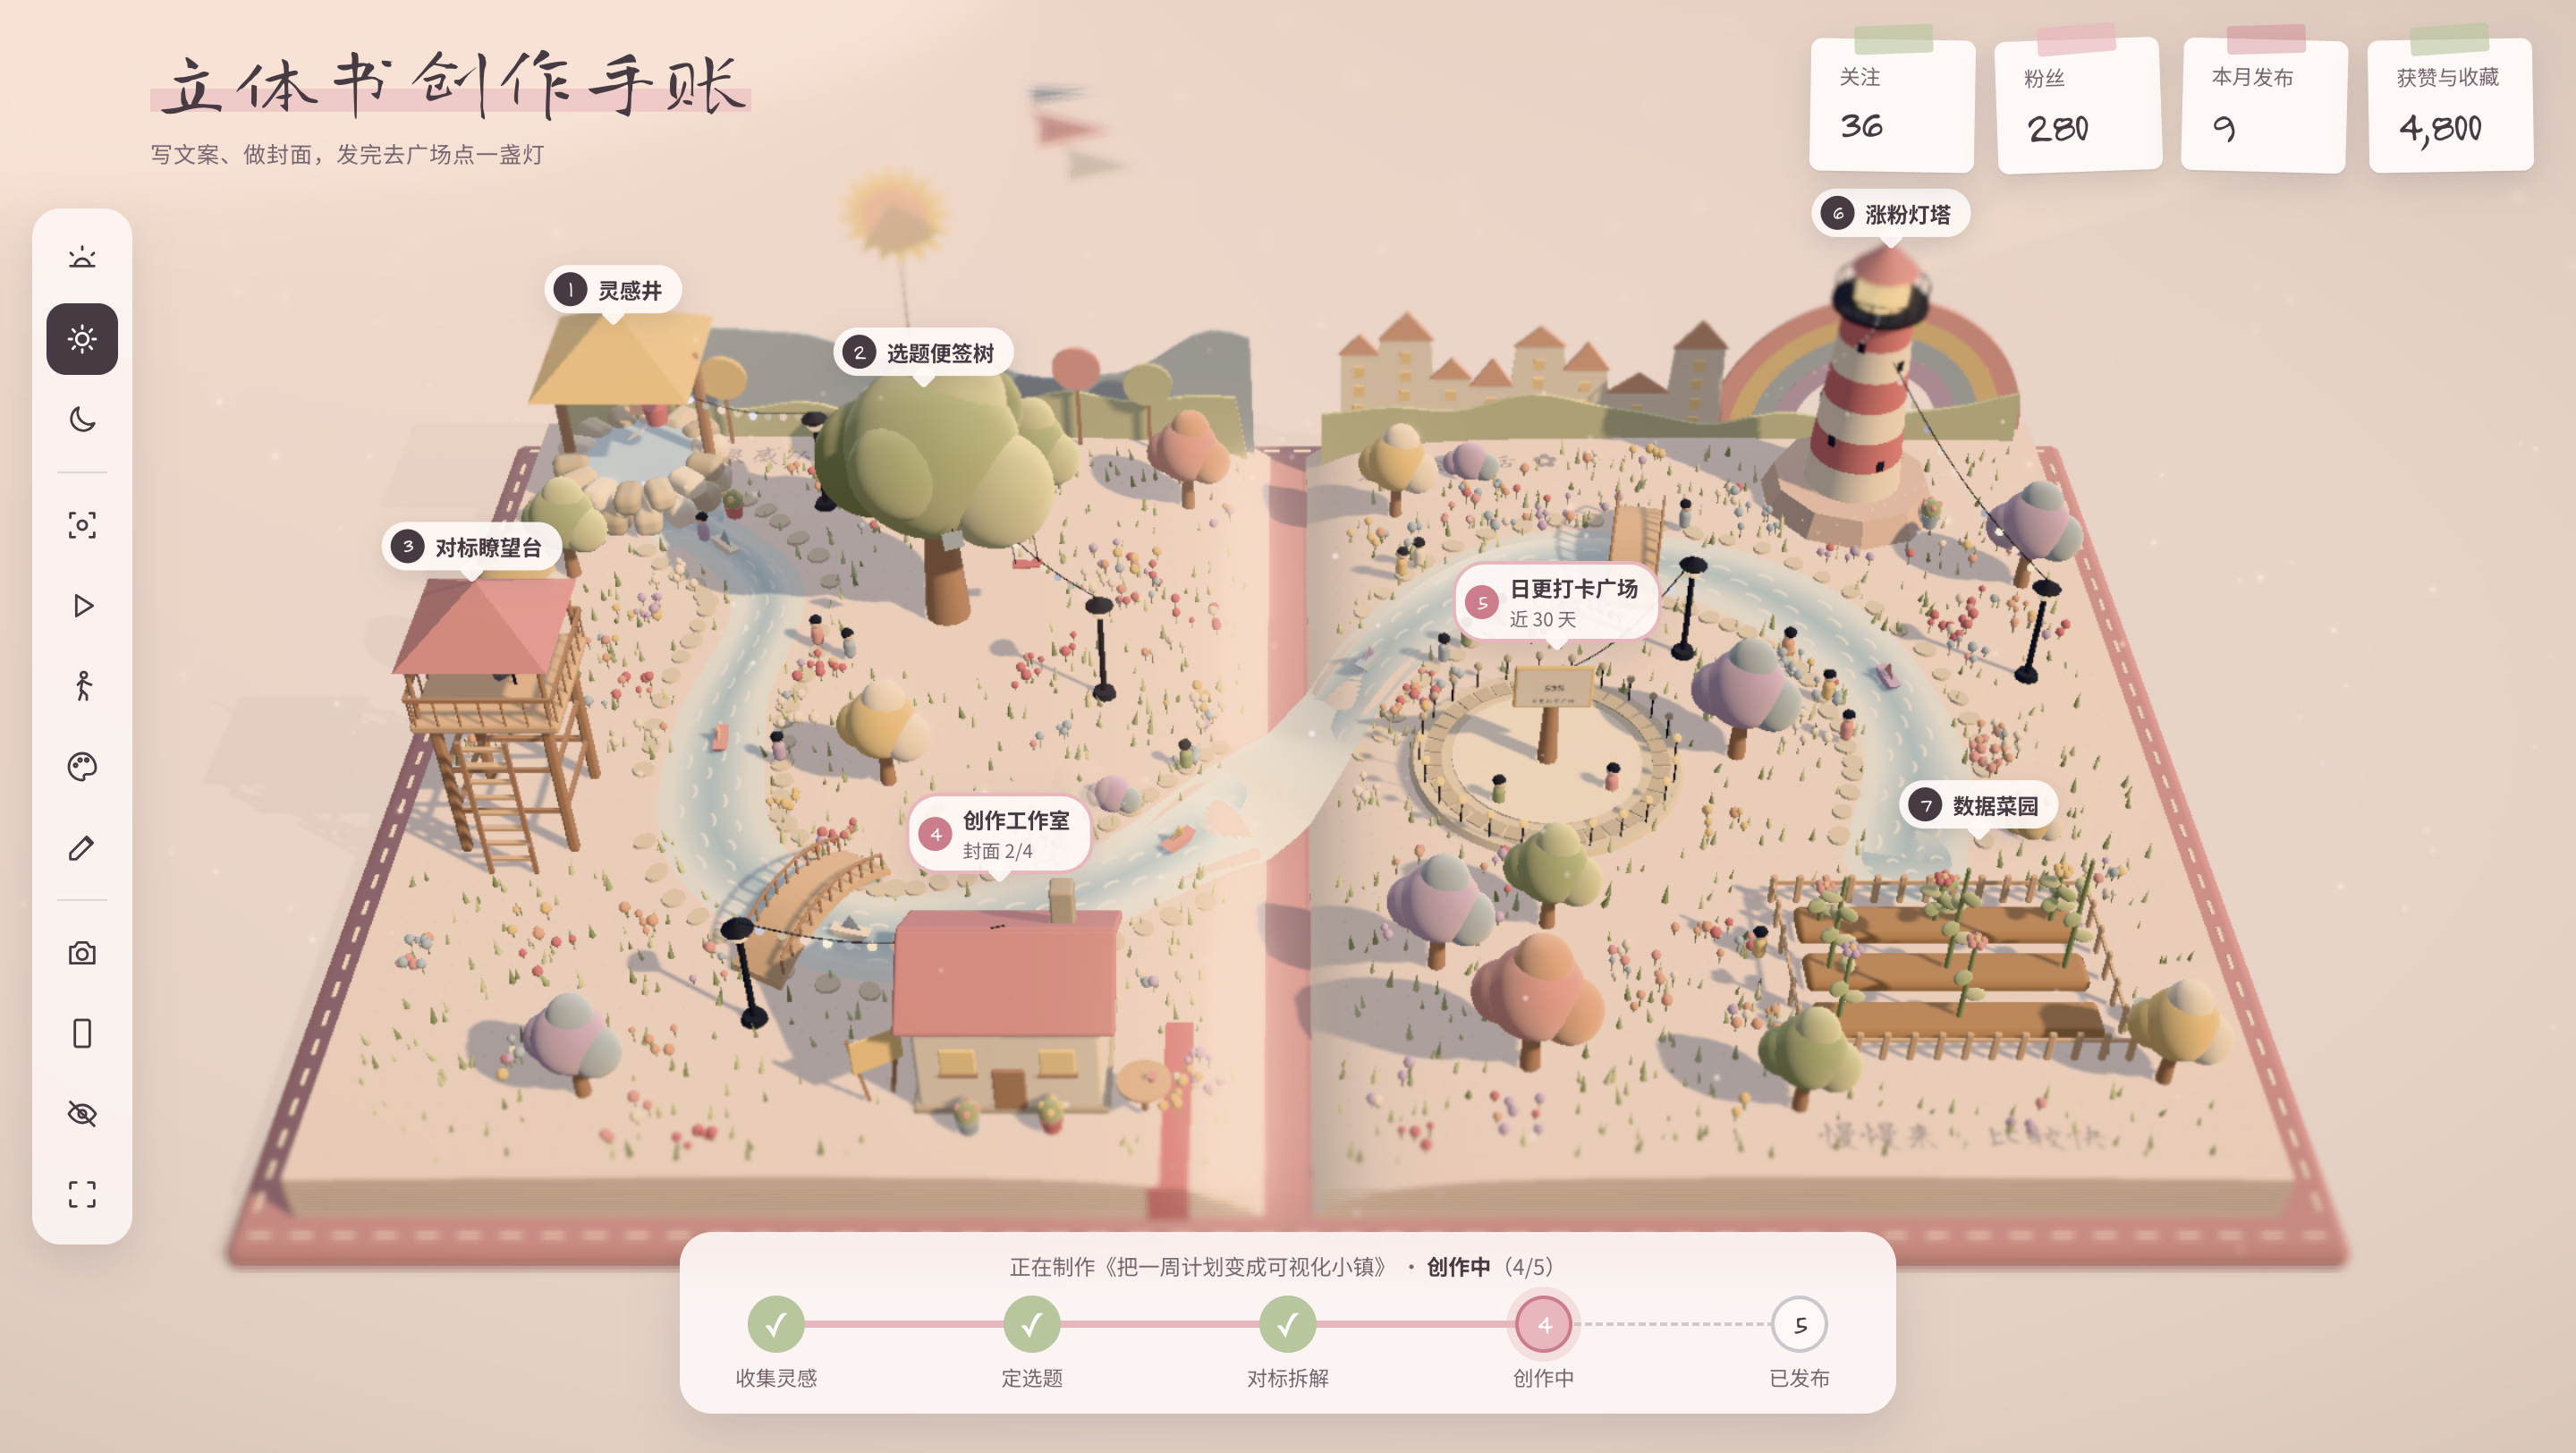 立体书创作手账
写文案、做封面，发完去广场点一盏灯
关注
36
粉丝
280
本月发布
9
获赞与收藏
4,800
6 涨粉灯塔
1 灵感井
2 选题便签树
3 对标瞭望台
5 日更打卡广场
近 30 天
7 数据菜园
4 创作工作室
封面 2/4
慢慢来，比较快
正在制作《把一周计划变成可视化小镇》 · 创作中（4/5）
4
5
收集灵感
定选题
对标拆解
创作中
已发布